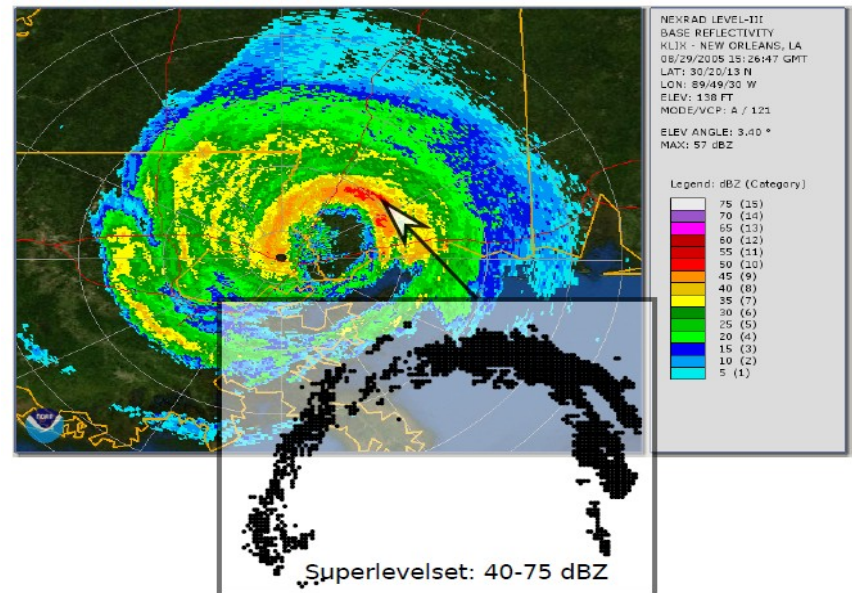 NEXRAD LEVEL-III
BASE REFLECTIVITY
KLIX - NEW ORLEANS, LA
08/29/2005 15:26:47 GMT
LAT: 30/20/13 N
LON: 89/49/30 W
ELEV: 138 FT
MODE/VCP: A / 121
ELEV ANGLE: 3.40 °
MAX: 57 dBZ
Legend: dBZ (Category)
75 (15)
70 (14)
65 (13)
60 (12)
55 (11)
50 (10)
45 (9)
40 (8)
35 (7)
30 (6)
25 (5)
20 (4)
15 (3)
10 (2)
5 (1)
noaa
Superlevelset: 40-75 dBZ